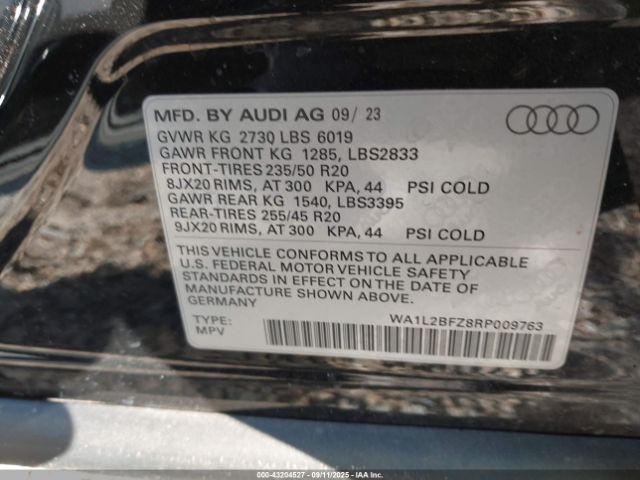 MFD. BY AUDI AG 09/ 23
GVWR KG 2730 LBS 6019
GAWR FRONT KG 1285, LBS2833
FRONT-TIRES 235/50 R20
8JX20 RIMS, AT 300 KPA, 44 PSI COLD
GAWR REAR KG 1540, LBS3395
REAR-TIRES 255/45 R20
9JX20 RIMS, AT 300 KPA, 44 PSI COLD
THIS VEHICLE CONFORMS TO ALL APPLICABLE
U.S. FEDERAL MOTOR VEHICLE SAFETY
STANDARDS IN EFFECT ON THE DATE OF
MANUFACTURE SHOWN ABOVE.
GERMANY
WA1L2BFZ8RP009763
TYPE:
MPV
000-43204527 - 09/11/2025 - iaai.com